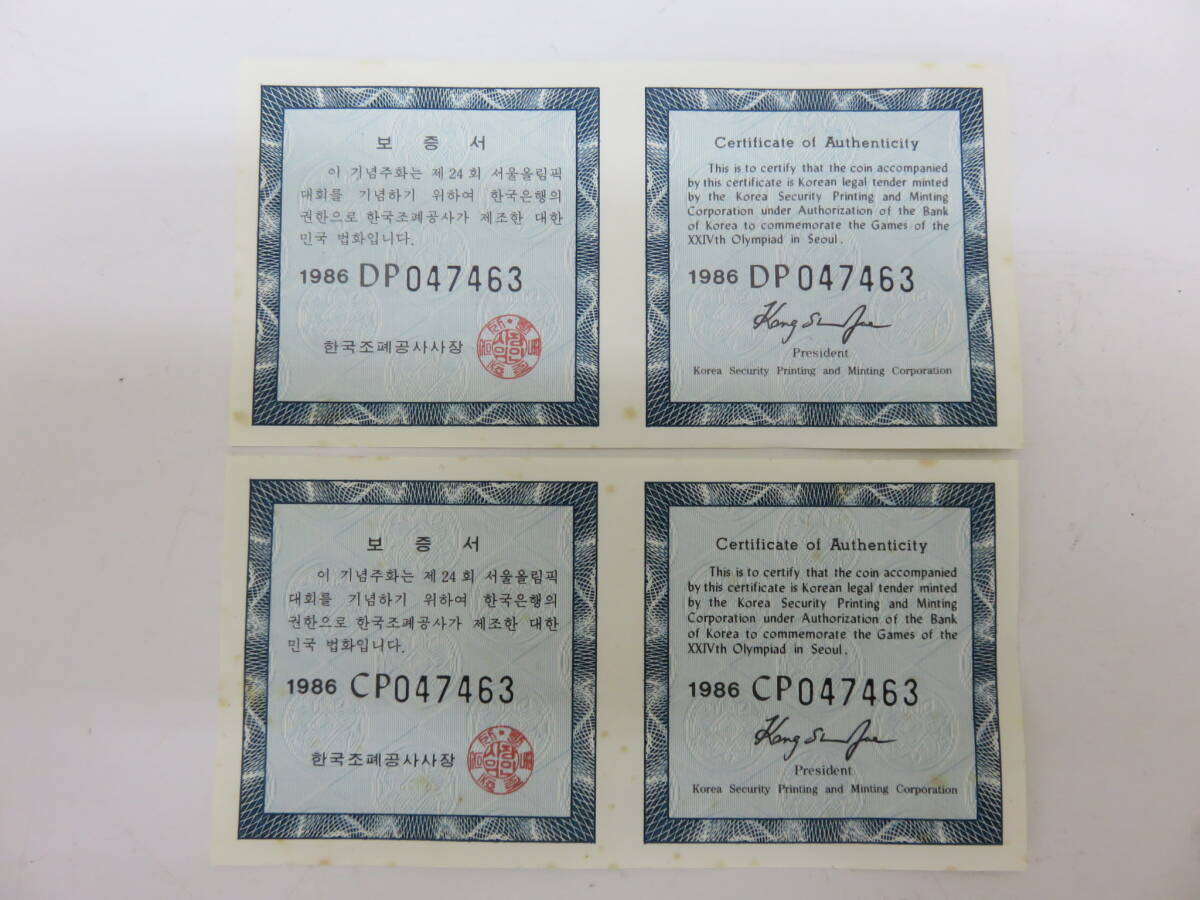 보증서
이 기념주화는 제24회 서울올림픽
대회를 기념하기 위하여 한국은행의
권한으로 한국조폐공사가 제조한 대한
민국 법화입니다.
1986 DP047463
한국조폐공사사장
Certificate of Authenticity
This is to certify that the coin accompanied
by this certificate is Korean legal tender minted
by the Korea Security Printing and Minting
Corporation under Authorization of the Bank
of Korea to commemorate the Games of the
XXIVth Olympiad in Seoul.
1986 DP047463
President
Korea Security Printing and Minting Corporation
보증서
이 기념주화는 제24회 서울올림픽
대회를 기념하기 위하여 한국은행의
권한으로 한국조폐공사가 제조한 대한
민국 법화입니다.
1986 CP047463
한국조폐공사사장
Certificate of Authenticity
This is to certify that the coin accompanied
by this certificate is Korean legal tender minted
by the Korea Security Printing and Minting
Corporation under Authorization of the Bank
of Korea to commemorate the Games of the
XXIVth Olympiad in Seoul.
1986 CP047463
President
Korea Security Printing and Minting Corporation